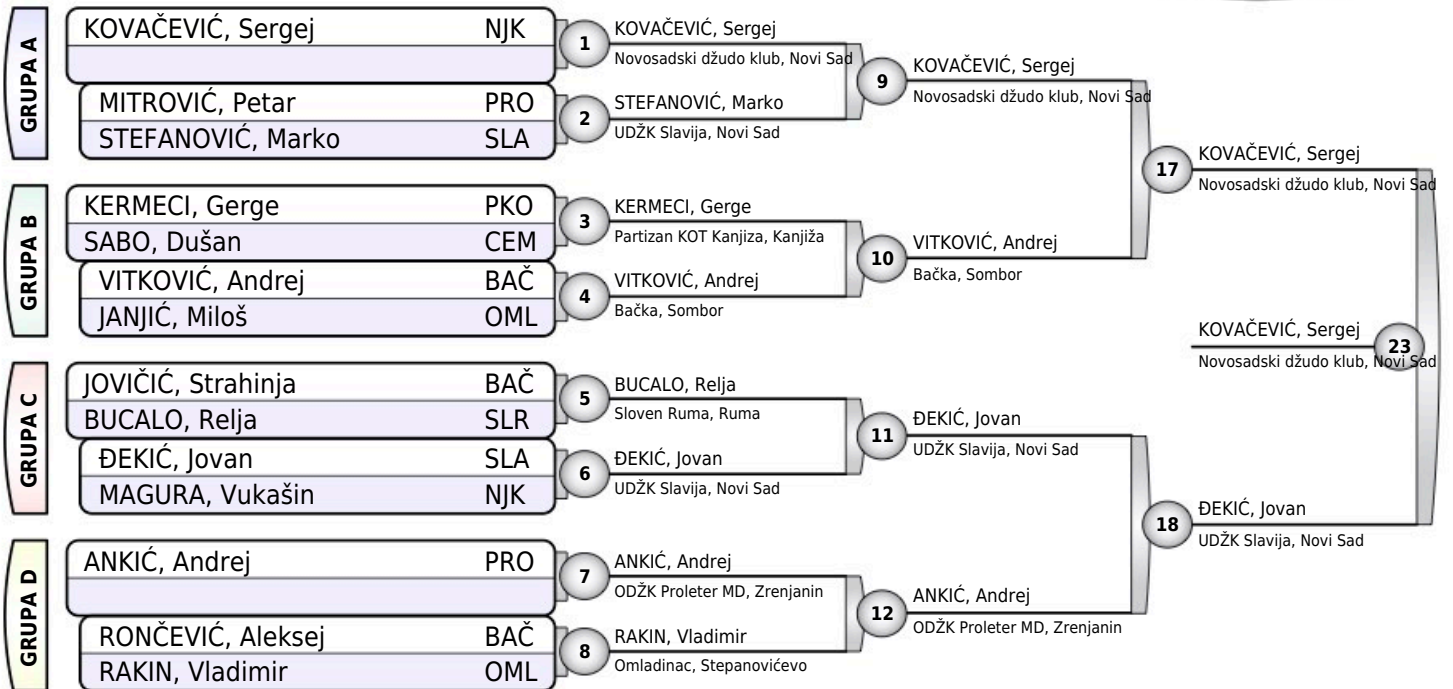 GRUPA A
KOVAČEVIĆ, Sergej NJK
MITROVIĆ, Petar PRO
STEFANOVIĆ, Marko SLA
GRUPA B
KERMECI, Gerge PKO
SABO, Dušan CEM
VITKOVIĆ, Andrej BAČ
JANJIĆ, Miloš OML
GRUPA C
JOVIČIĆ, Strahinja BAČ
BUCALO, Relja SLR
ĐEKIĆ, Jovan SLA
MAGURA, Vukašin NJK
GRUPA D
ANKIĆ, Andrej PRO
RONČEVIĆ, Aleksej BAČ
RAKIN, Vladimir OML
1
KOVAČEVIĆ, Sergej
Novosadski džudo klub, Novi Sad
2
STEFANOVIĆ, Marko
UDŽK Slavija, Novi Sad
3
KERMECI, Gerge
Partizan KOT Kanjiza, Kanjiža
4
VITKOVIĆ, Andrej
Bačka, Sombor
5
BUCALO, Relja
Sloven Ruma, Ruma
6
ĐEKIĆ, Jovan
UDŽK Slavija, Novi Sad
7
ANKIĆ, Andrej
ODŽK Proleter MD, Zrenjanin
8
RAKIN, Vladimir
Omladinac, Stepanovićevo
9
KOVAČEVIĆ, Sergej
Novosadski džudo klub, Novi Sad
10
VITKOVIĆ, Andrej
Bačka, Sombor
11
ĐEKIĆ, Jovan
UDŽK Slavija, Novi Sad
12
ANKIĆ, Andrej
ODŽK Proleter MD, Zrenjanin
17
KOVAČEVIĆ, Sergej
Novosadski džudo klub, Novi Sad
18
ĐEKIĆ, Jovan
UDŽK Slavija, Novi Sad
KOVAČEVIĆ, Sergej
23
Novosadski džudo klub, Novi Sad